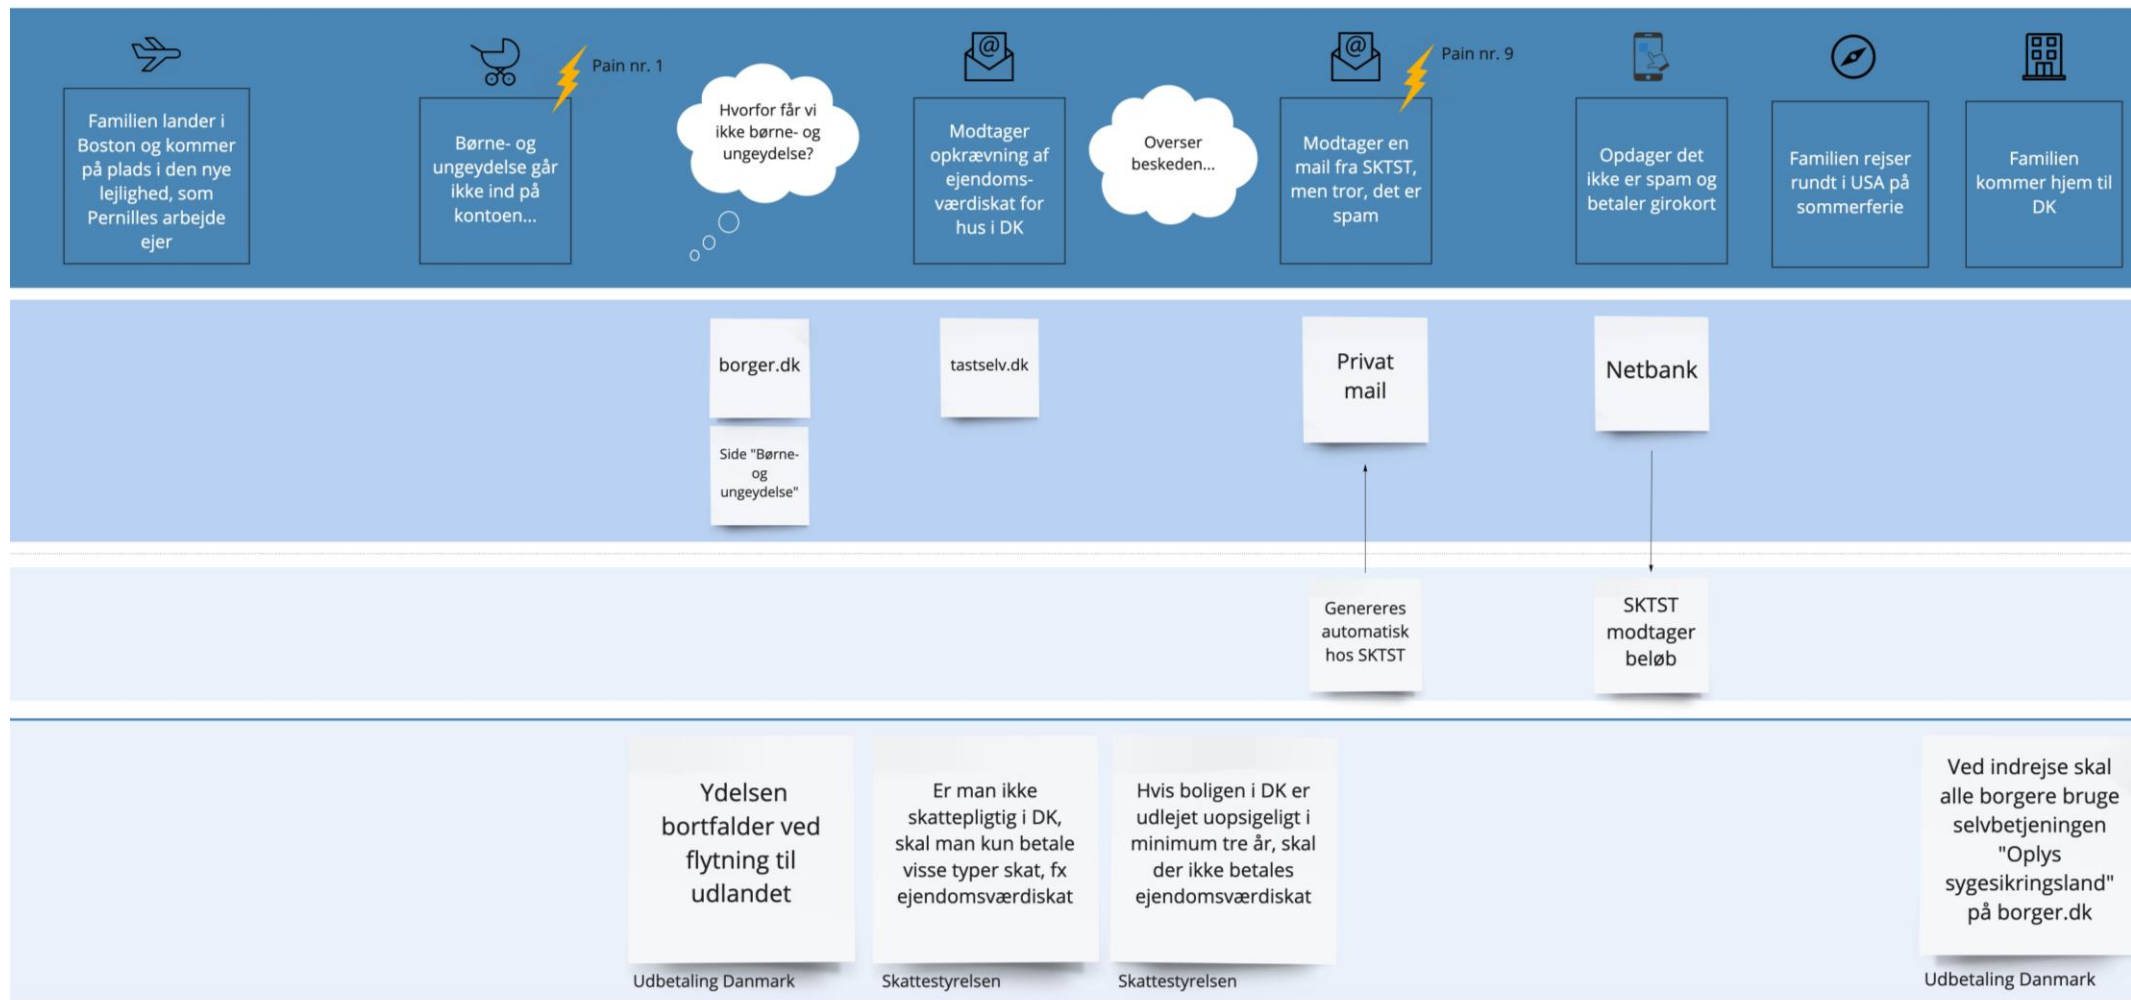 Familien lander i
Boston og kommer
på plads i den nye
lejlighed, som
Pernilles arbejde
ejer
Børne- og
ungeydelse går
ikke ind på
kontoen...
Pain nr. 1
Hvorfor får vi
ikke børne- og
ungeydelse?
Modtager
opkrævning af
ejendoms-
værdiskat for
hus i DK
Overser
beskeden...
Modtager en
mail fra SKTST,
men tror, det er
spam
Pain nr. 9
Opdager det
ikke er spam og
betaler girokort
Familien rejser
rundt i USA på
sommerferie
Familien
kommer hjem til
DK
borger.dk
Side "Børne-
og
ungeydelse"
tastselv.dk
Privat
mail
Netbank
Genereres
automatisk
hos SKTST
SKTST
modtager
beløb
Ydelsen
bortfalder ved
flytning til
udlandet
Udbetaling Danmark
Er man ikke
skattepligtig i DK,
skal man kun betale
visse typer skat, fx
ejendomsværdiskat
Skattestyrelsen
Hvis boligen i DK er
udlejet uopsigeligt i
minimum tre år, skal
der ikke betales
ejendomsværdiskat
Skattestyrelsen
Ved indrejse skal
alle borgere bruge
selvbetjeningen
"Oplys
sygesikringsland"
på borger.dk
Udbetaling Danmark